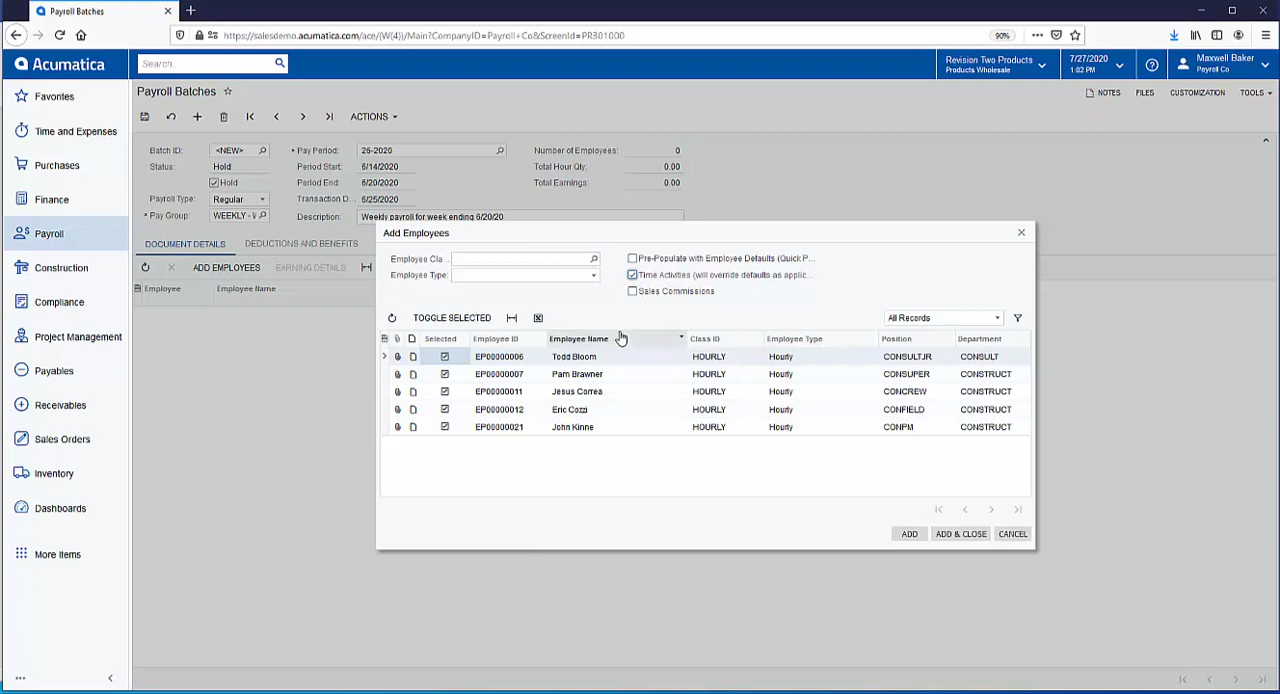 Payroll Batches
https://salesdemo.acumatica.com/ace/(W(4))/Main?CompanyID=Payroll+Co&ScreenId=PR301000
90%
Acumatica
Search...
Revision Two Products
Products Wholesale
7/27/2020
1:02 PM
Maxwell Baker
Payroll Co
Favorites
Time and Expenses
Purchases
Finance
Payroll
Construction
Compliance
Project Management
Payables
Receivables
Sales Orders
Inventory
Dashboards
More Items
Payroll Batches
NOTES FILES CUSTOMIZATION TOOLS
ACTIONS
Batch ID: <NEW> * Pay Period: 26-2020 Number of Employees: 0
Status: Hold Period Start: 6/14/2020 Total Hour Qty: 0.00
Hold Period End: 6/20/2020 Total Earnings: 0.00
Payroll Type: Regular Transaction D... 6/25/2020
* Pay Group: WEEKLY - Description: Weekly payroll for week ending 6/20/20
DOCUMENT DETAILS DEDUCTIONS AND BENEFITS
ADD EMPLOYEES EARNING DETAILS
Employee Employee Name
Add Employees
Employee Cla... Pre-Populate with Employee Defaults (Quick P...
Employee Type: Time Activities (will override defaults as applic...
Sales Commissions
TOGGLE SELECTED All Records
Selected Employee ID Employee Name Class ID Employee Type Position Department
EP00000006 Todd Bloom HOURLY Hourly CONSULTJR CONSULT
EP00000007 Pam Brawner HOURLY Hourly CONSUPER CONSTRUCT
EP00000011 Jesus Correa HOURLY Hourly CONCREW CONSTRUCT
EP00000012 Eric Cozzi HOURLY Hourly CONFIELD CONSTRUCT
EP00000021 John Kinne HOURLY Hourly CONPM CONSTRUCT
ADD ADD & CLOSE CANCEL